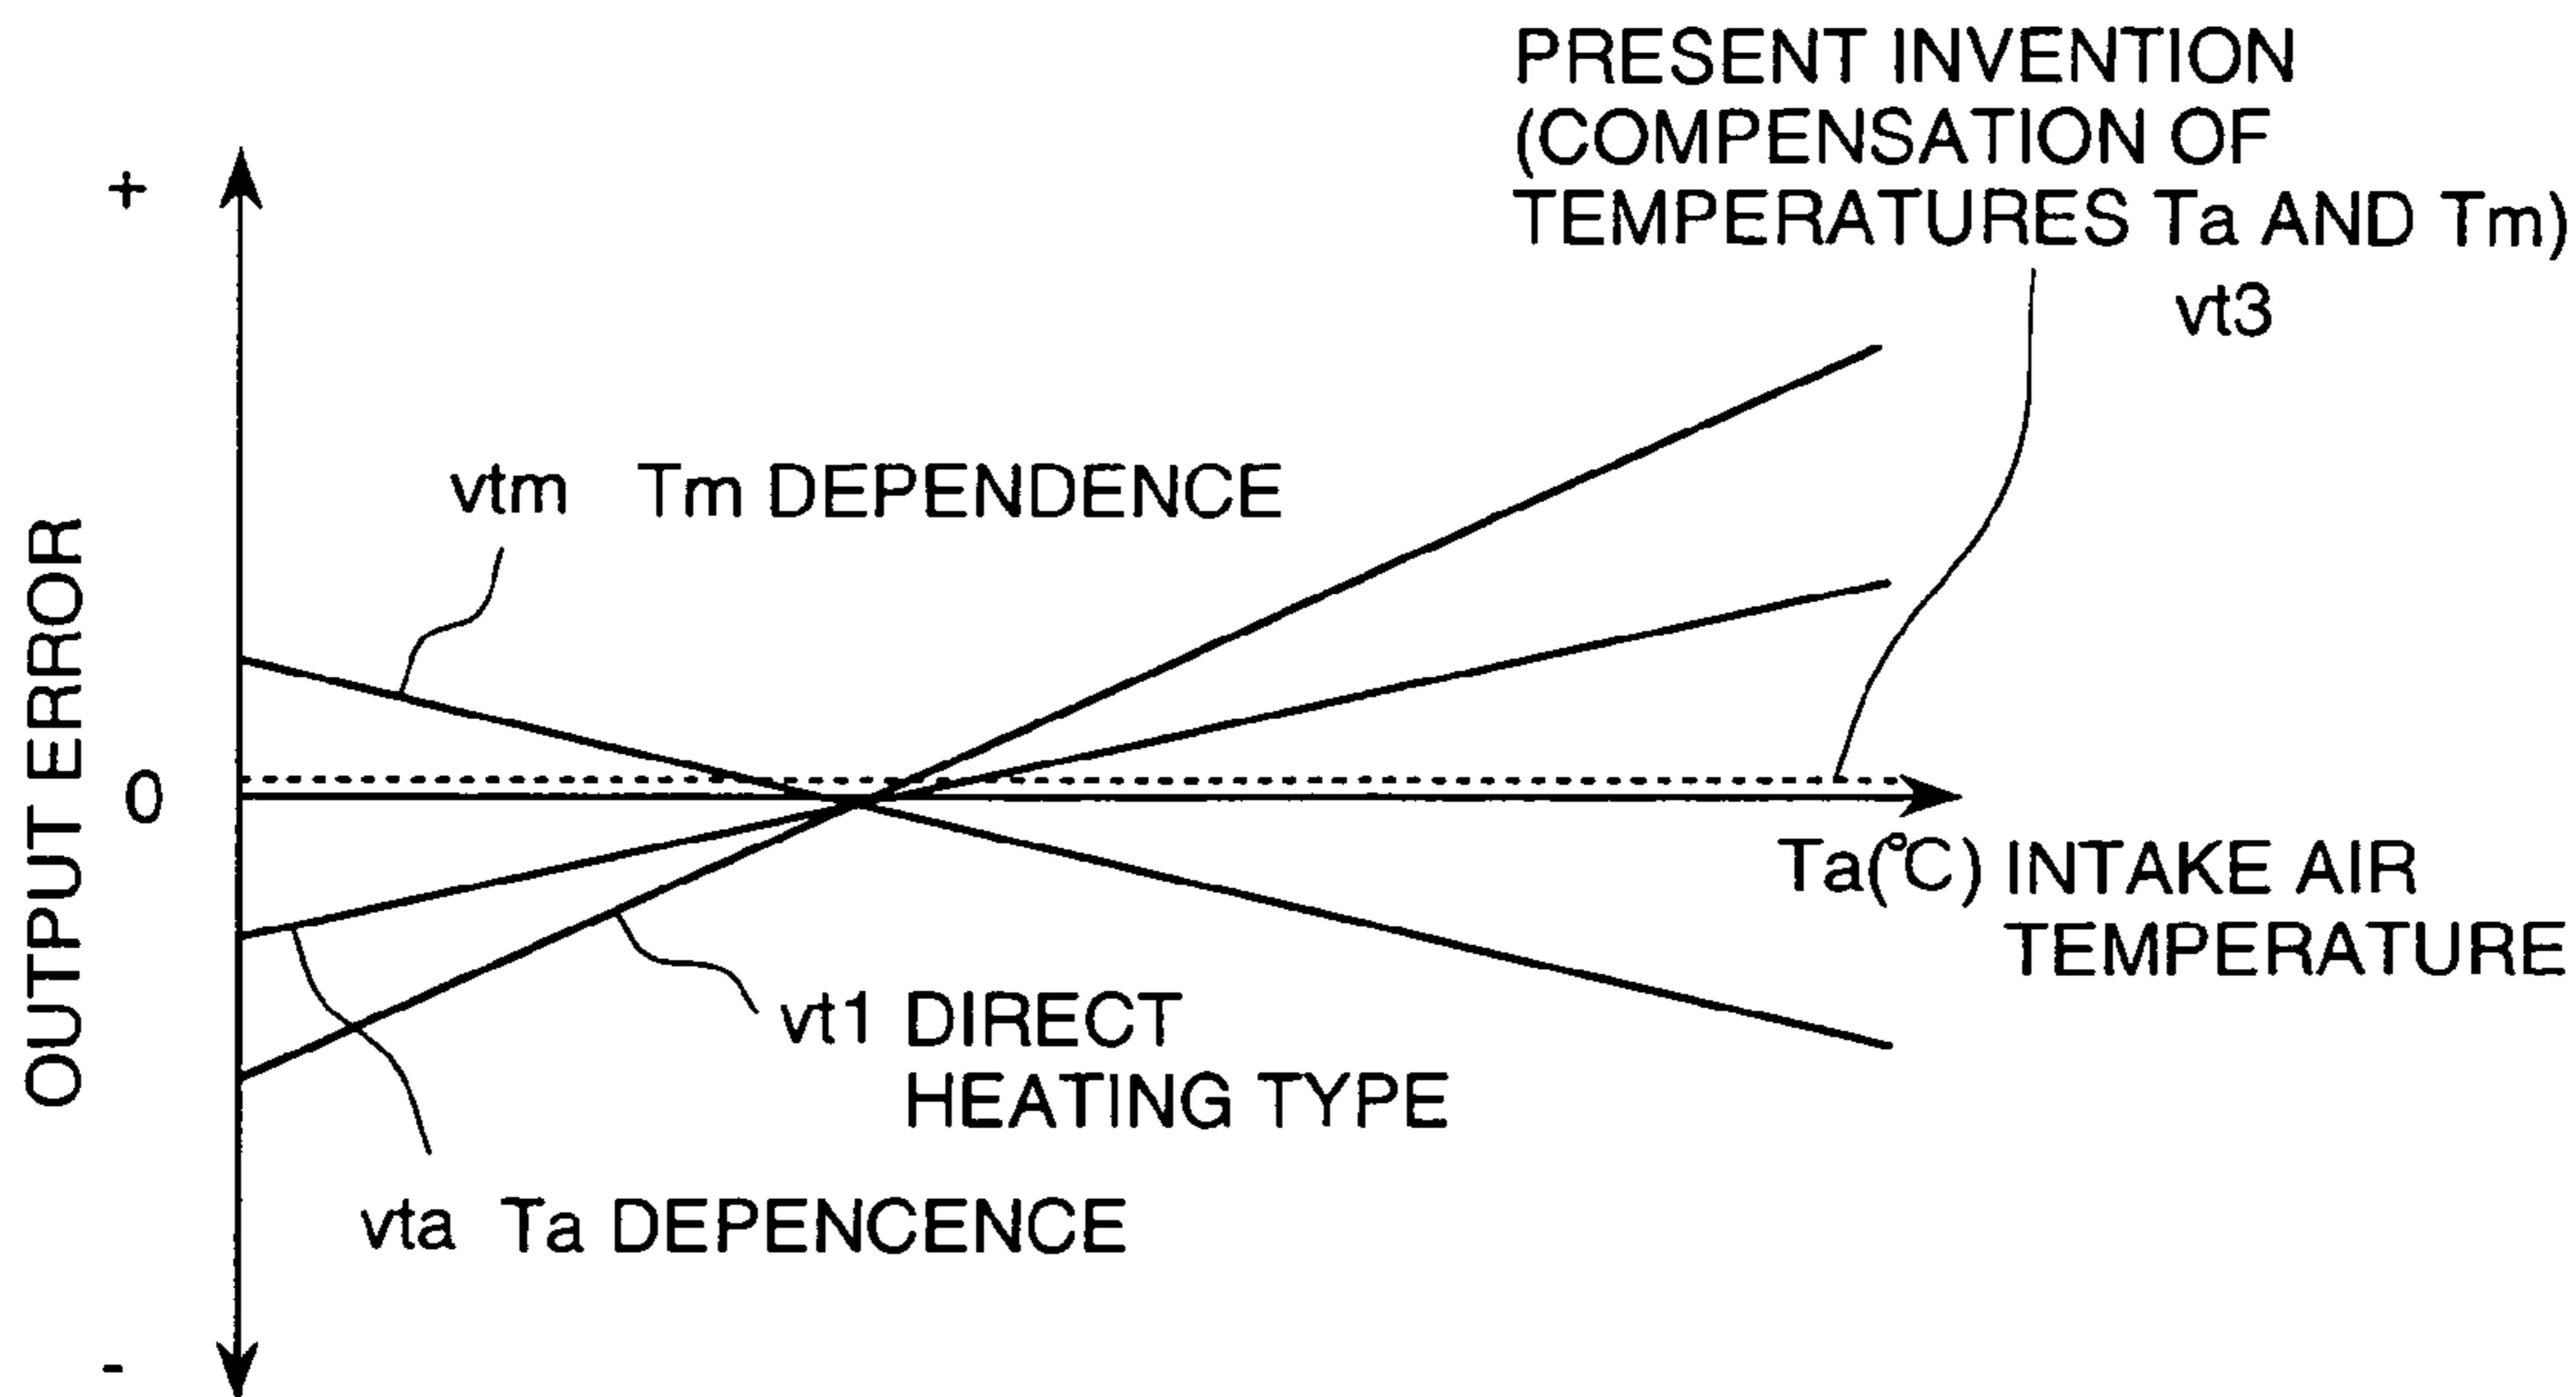 PRESENT INVENTION
(COMPENSATION OF
TEMPERATURES Ta AND Tm)
vt3
+
vtm Tm DEPENDENCE
OUTPUT ERROR
0
Ta(℃) INTAKE AIR
TEMPERATURE
vt1 DIRECT
HEATING TYPE
vta Ta DEPENCENCE
-